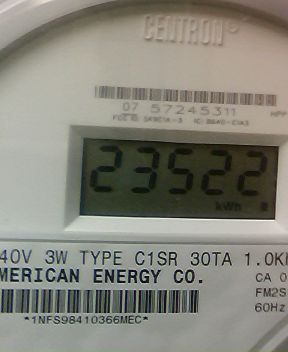 CENTRON®
07 57245311
23522
kWh
40V 3W TYPE C1SR 30TA 1.0K
MERICAN ENERGY CO.
CA 0
FM2S
60Hz
*1NFS98410366MEC*